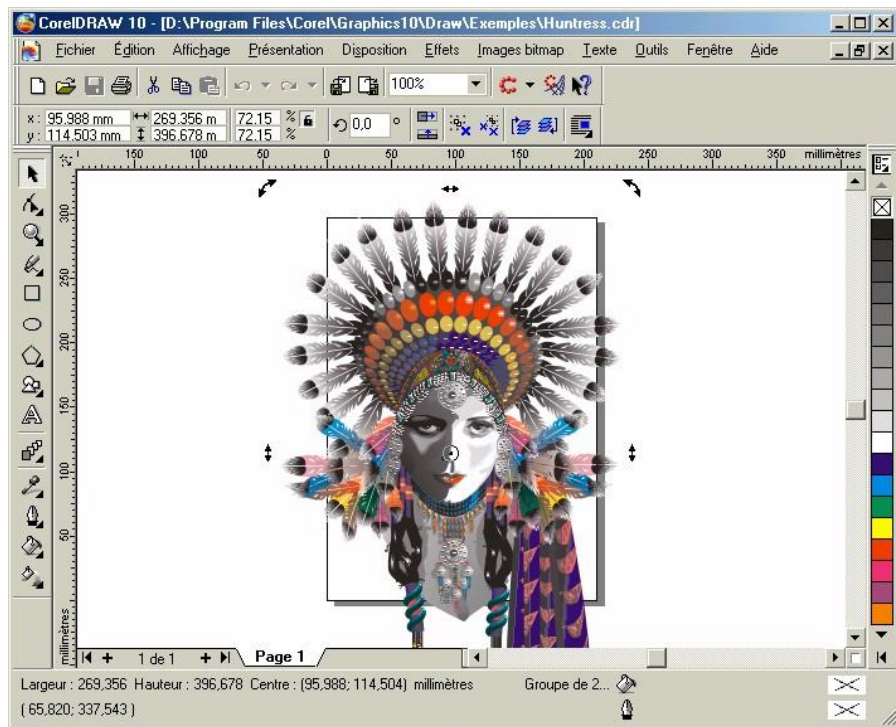 CorelDRAW 10 - [D:\Program Files\Corel\Graphics10\Draw\Exemples\Huntress.cdr]
Fichier Édition Affichage Présentation Disposition Effets Images bitmap Texte Outils Fenêtre Aide
100%
x: 95.988 mm 269.356 m 72.15 %
y: 114.503 mm 396.678 m 72.15 %
0,0 °
150 100 50 0 50 100 150 200 250 300 350 millimètres
300
250
200
150
100
50
millimètres
1 de 1 Page 1
Largeur : 269,356 Hauteur : 396,678 Centre : (95,988; 114,504) millimètres Groupe de 2...
( 65,820; 337,543 )